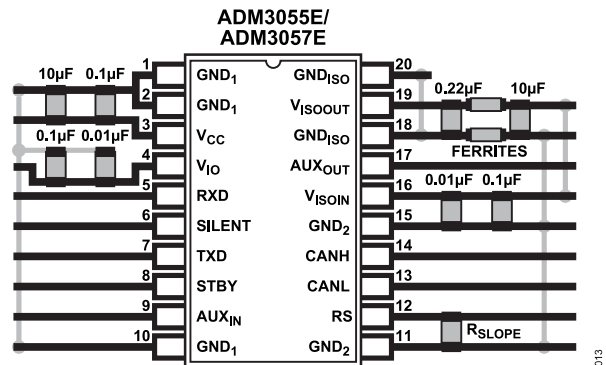 ADM3055E/
ADM3057E
10µF 0.1µF
0.1µF 0.01µF
1 GND1
2 GND1
3 VCC
4 VIO
5 RXD
6 SILENT
7 TXD
8 STBY
9 AUXIN
10 GND1
GNDISO 20
VISOOUT 19
GNDISO 18
AUXOUT 17
VISOIN 16
GND2 15
CANH 14
CANL 13
RS 12
GND2 11
0.22µF 10µF
FERRITES
0.01µF 0.1µF
RSLOPE
013